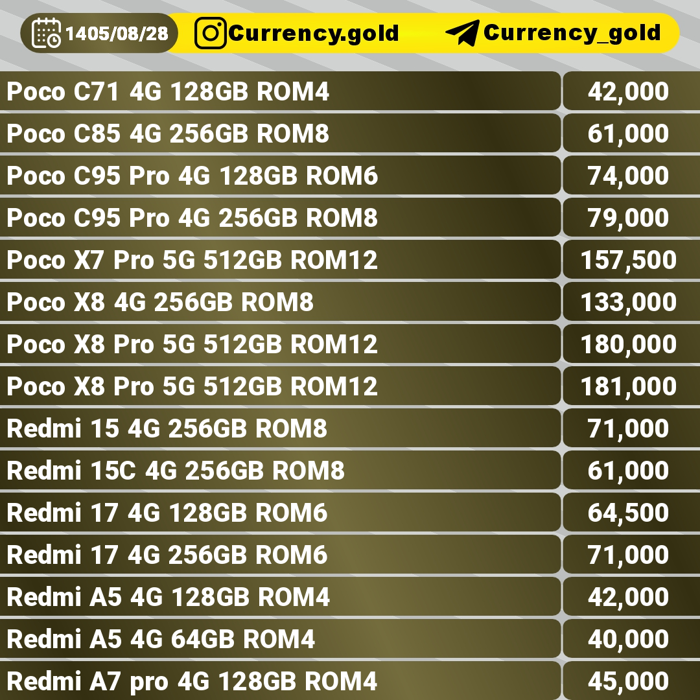 1405/08/28 Currency.gold Currency_gold
Poco C71 4G 128GB ROM4 42,000
Poco C85 4G 256GB ROM8 61,000
Poco C95 Pro 4G 128GB ROM6 74,000
Poco C95 Pro 4G 256GB ROM8 79,000
Poco X7 Pro 5G 512GB ROM12 157,500
Poco X8 4G 256GB ROM8 133,000
Poco X8 Pro 5G 512GB ROM12 180,000
Poco X8 Pro 5G 512GB ROM12 181,000
Redmi 15 4G 256GB ROM8 71,000
Redmi 15C 4G 256GB ROM8 61,000
Redmi 17 4G 128GB ROM6 64,500
Redmi 17 4G 256GB ROM6 71,000
Redmi A5 4G 128GB ROM4 42,000
Redmi A5 4G 64GB ROM4 40,000
Redmi A7 pro 4G 128GB ROM4 45,000